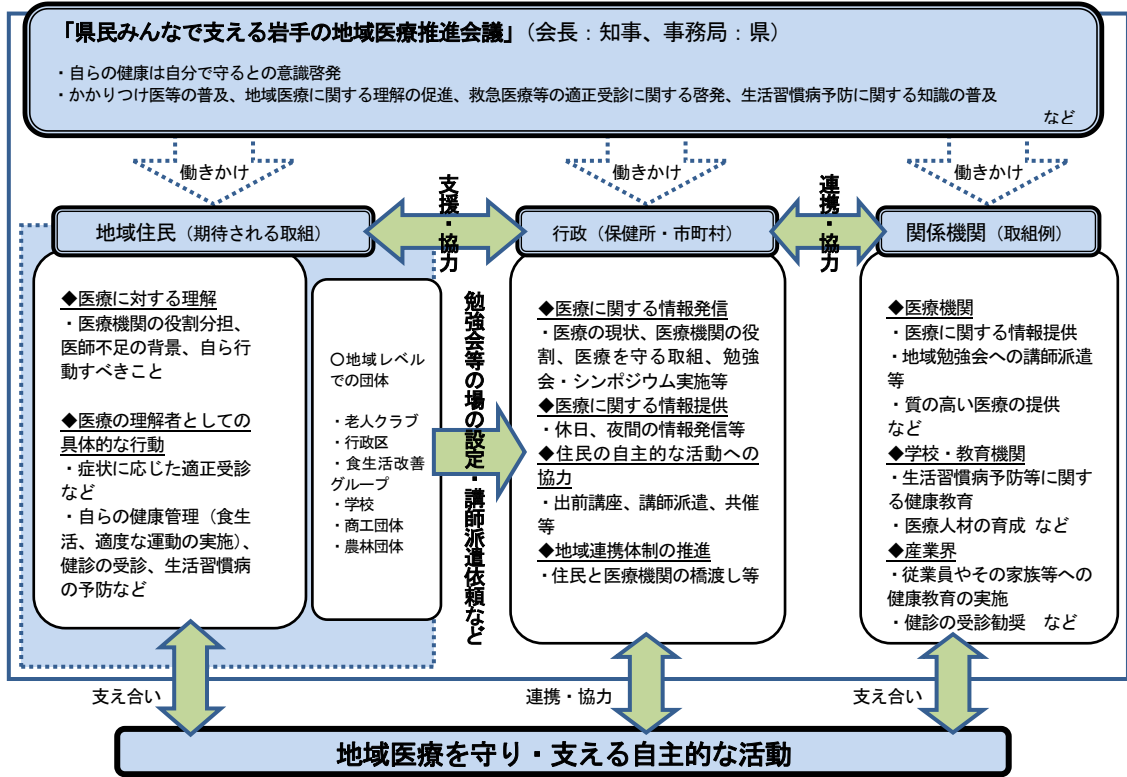 「県民みんなで支える岩手の地域医療推進会議」（会長：知事、事務局：県）
・自らの健康は自分で守るとの意識啓発
・かかりつけ医等の普及、地域医療に関する理解の促進、救急医療等の適正受診に関する啓発、生活習慣病予防に関する知識の普及
など
働きかけ
働きかけ
働きかけ
地域住民（期待される取組）
支援・協力
行政（保健所・市町村）
連携・協力
関係機関（取組例）
◆医療に対する理解
・医療機関の役割分担、
医師不足の背景、自ら行
動すべきこと
◆医療の理解者としての
具体的な行動
・症状に応じた適正受診
など
・自らの健康管理（食生
活、適度な運動の実施）、
健診の受診、生活習慣病
の予防など
〇地域レベル
での団体
・老人クラブ
・行政区
・食生活改善
グループ
・学校
・商工団体
・農林団体
勉強会等の場の設定・講師派遣依頼など
◆医療に関する情報発信
・医療の現状、医療機関の役
割、医療を守る取組、勉強
会・シンポジウム実施等
◆医療に関する情報提供
・休日、夜間の情報発信等
◆住民の自主的な活動への
協力
・出前講座、講師派遣、共催
等
◆地域連携体制の推進
・住民と医療機関の橋渡し等
◆医療機関
・医療に関する情報提供
・地域勉強会への講師派遣
等
・質の高い医療の提供
など
◆学校・教育機関
・生活習慣病予防等に関す
る健康教育
・医療人材の育成 など
◆産業界
・従業員やその家族等への
健康教育の実施
・健診の受診勧奨　など
支え合い
連携・協力
支え合い
地域医療を守り・支える自主的な活動